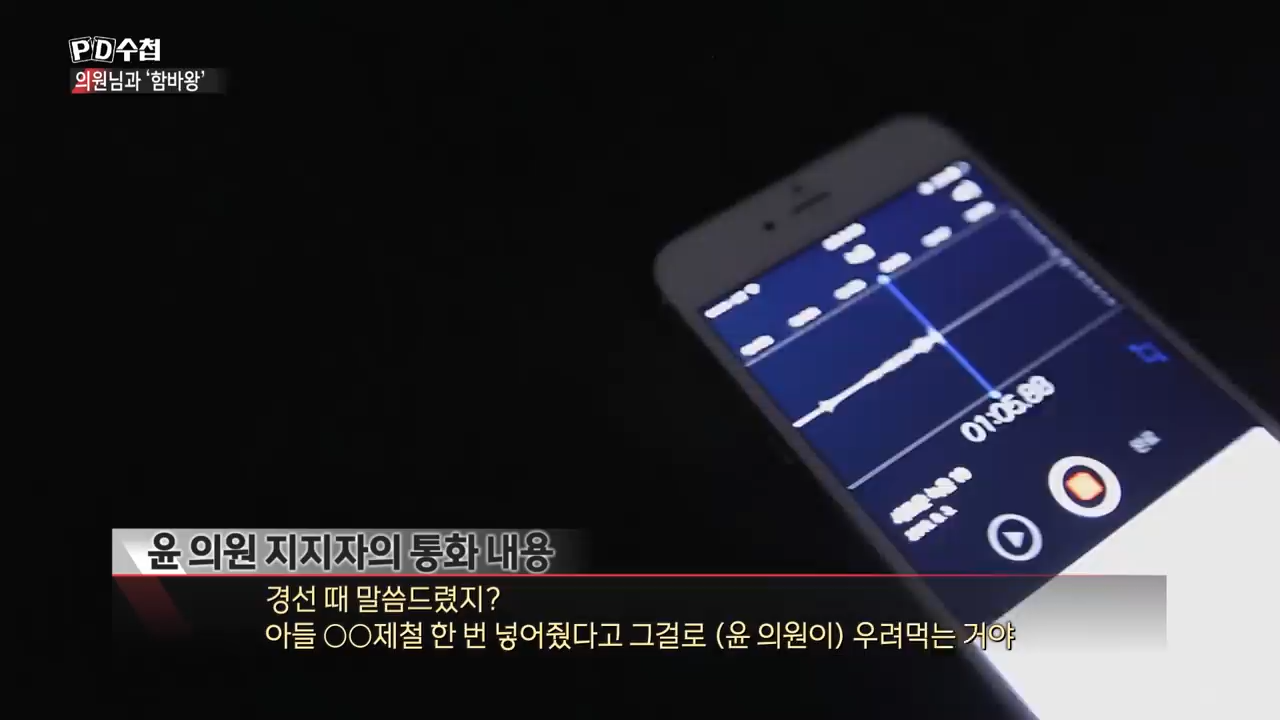 PD수첩
의원님과 '함바왕'
01:05.88
윤 의원 지지자의 통화 내용
경선 때 말씀드렸지?
아들 ○○제철 한 번 넣어줬다고 그걸로 (윤 의원이) 우려먹는 거야